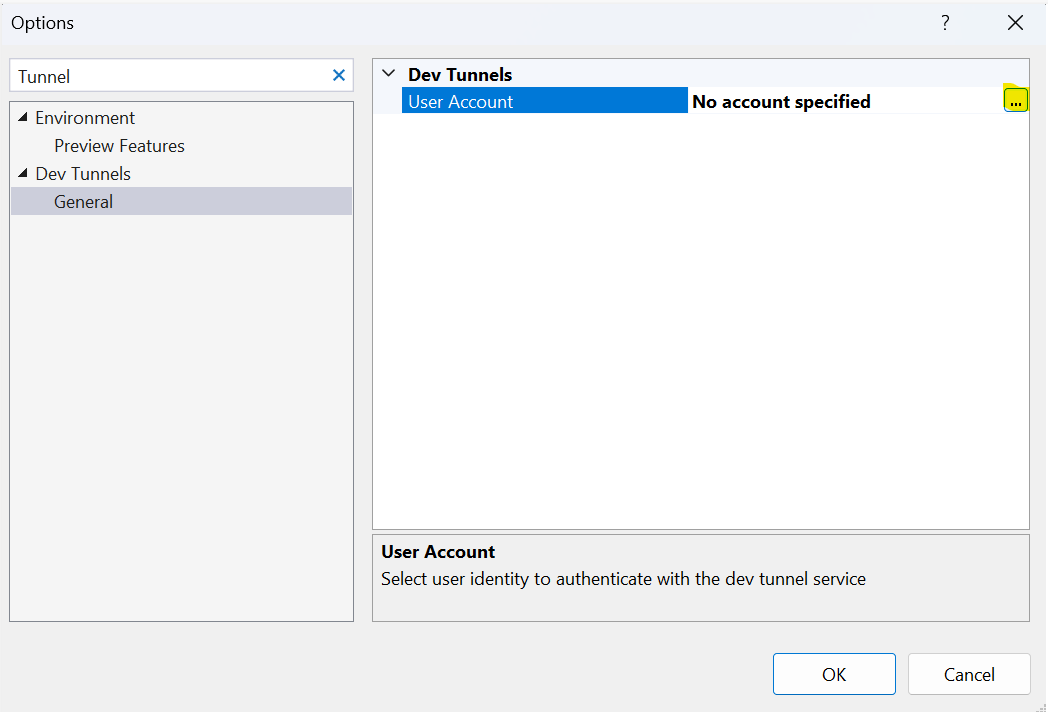 Options
?
Tunnel
Environment
Preview Features
Dev Tunnels
General
Dev Tunnels
User Account No account specified ...
User Account
Select user identity to authenticate with the dev tunnel service
OK Cancel